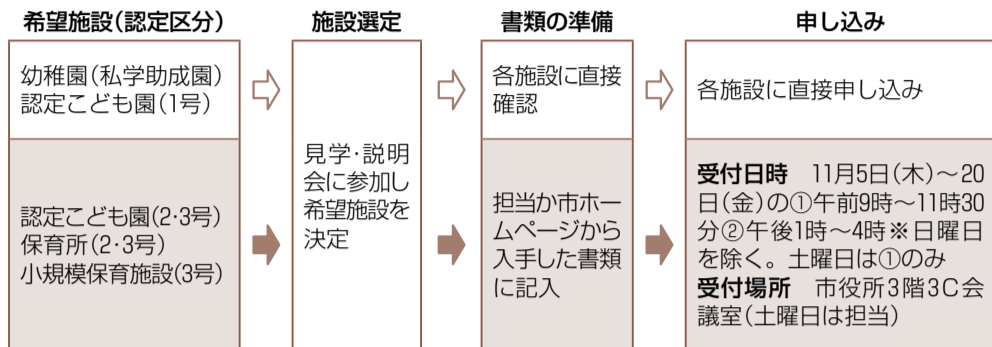 希望施設(認定区分)
施設選定
書類の準備
申し込み
幼稚園(私学助成園)
認定こども園(1号)
各施設に直接
確認
各施設に直接申し込み
認定こども園(2・3号)
保育所(2・3号)
小規模保育施設(3号)
見学・説明
会に参加し
希望施設を
決定
担当か市ホー
ムページから
入手した書類
に記入
受付日時 11月5日(木)～20
日(金)の①午前9時～11時30
分②午後1時～4時※日曜日
を除く。土曜日は①のみ
受付場所 市役所3階3C会
議室(土曜日は担当)